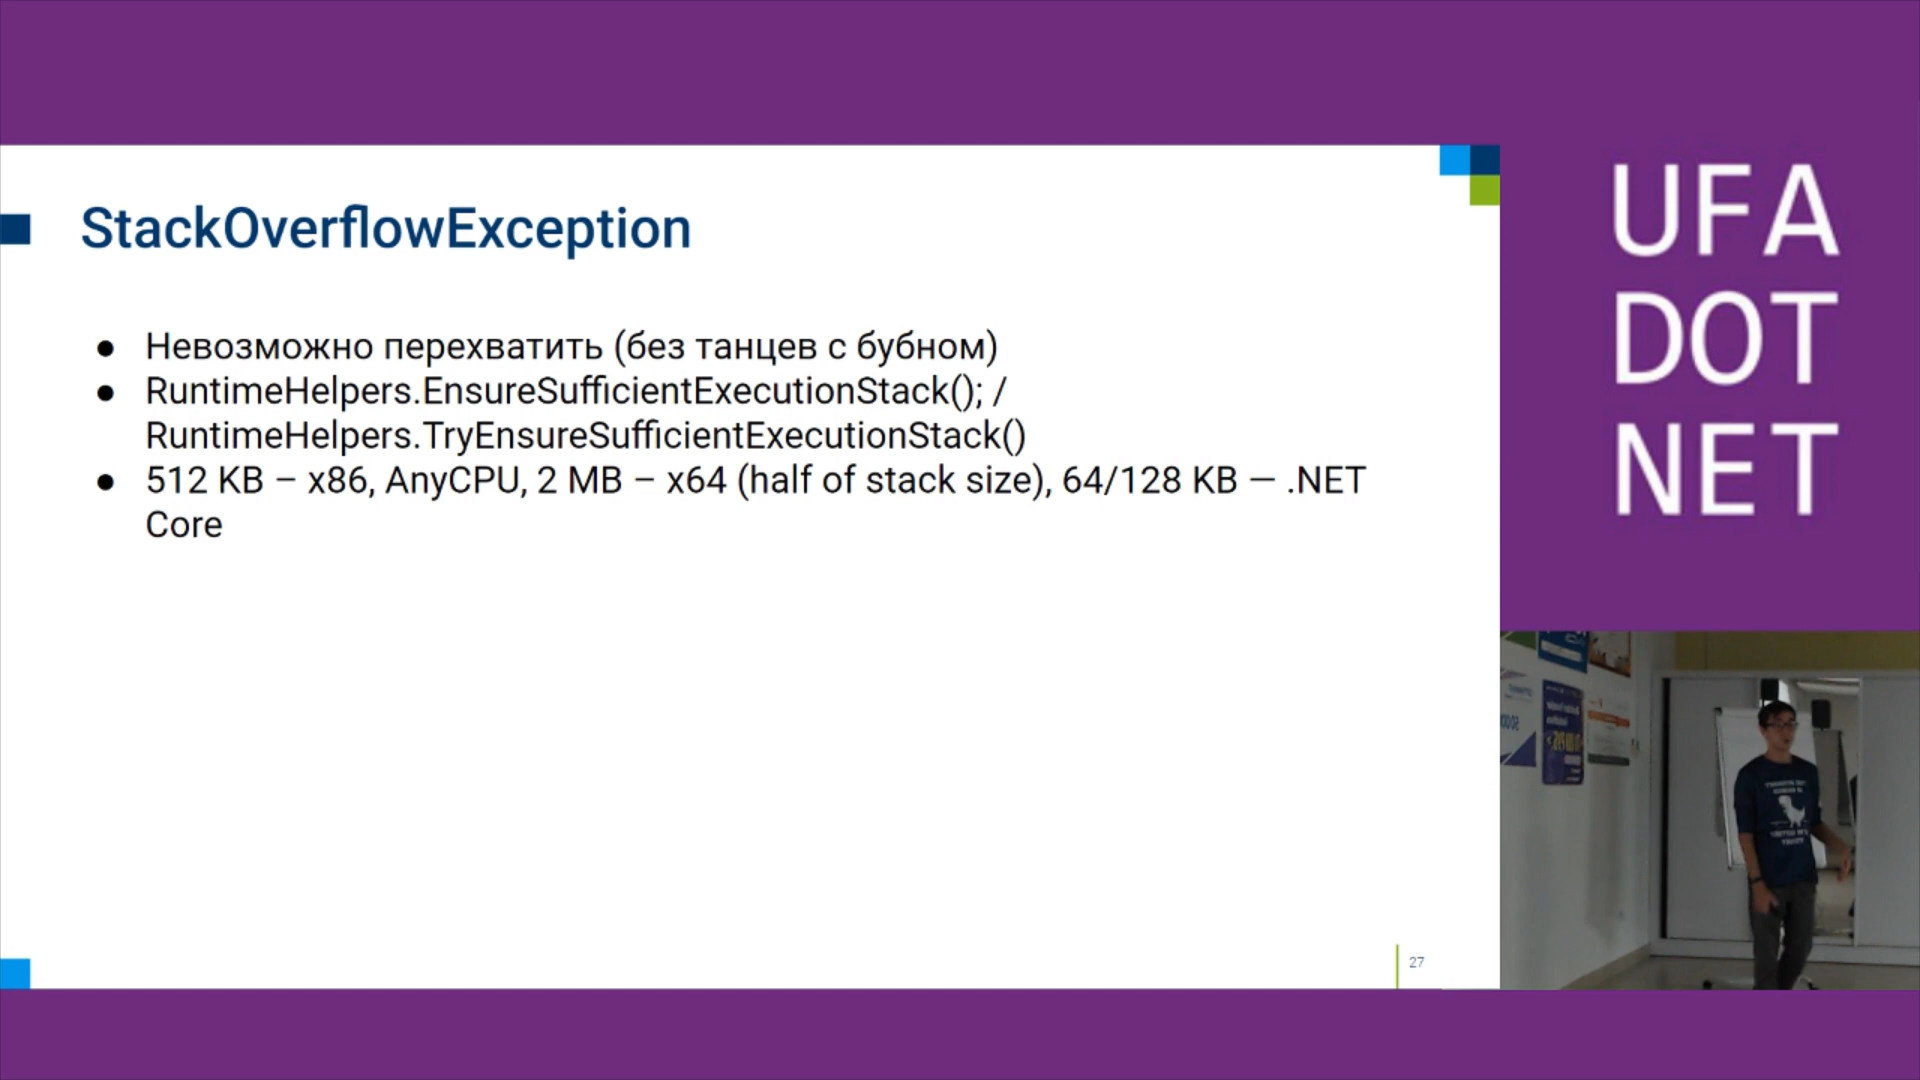 StackOverflowException
● Невозможно перехватить (без танцев с бубном)
● RuntimeHelpers.EnsureSufficientExecutionStack(); /
RuntimeHelpers.TryEnsureSufficientExecutionStack()
● 512 KB – x86, AnyCPU, 2 MB – x64 (half of stack size), 64/128 KB — .NET
Core
27
UFA
DOT
NET